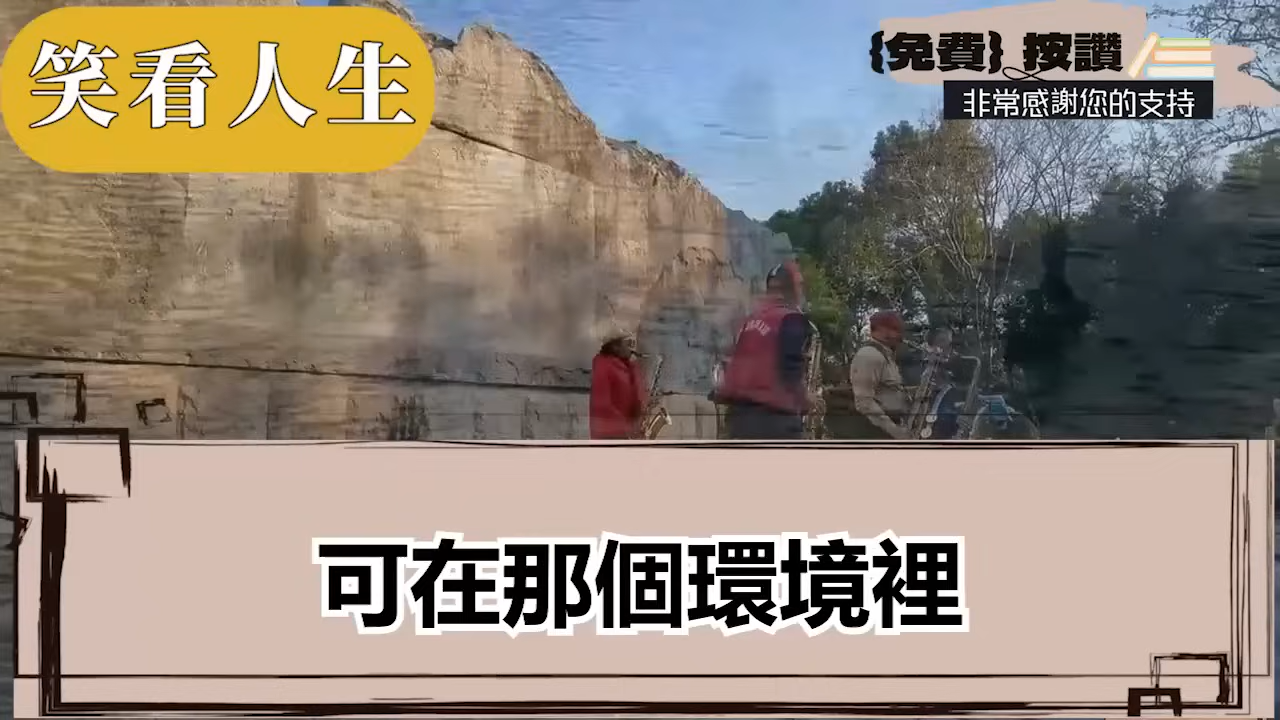 笑看人生
{免費} 按讚
非常感謝您的支持
可在那個環境裡